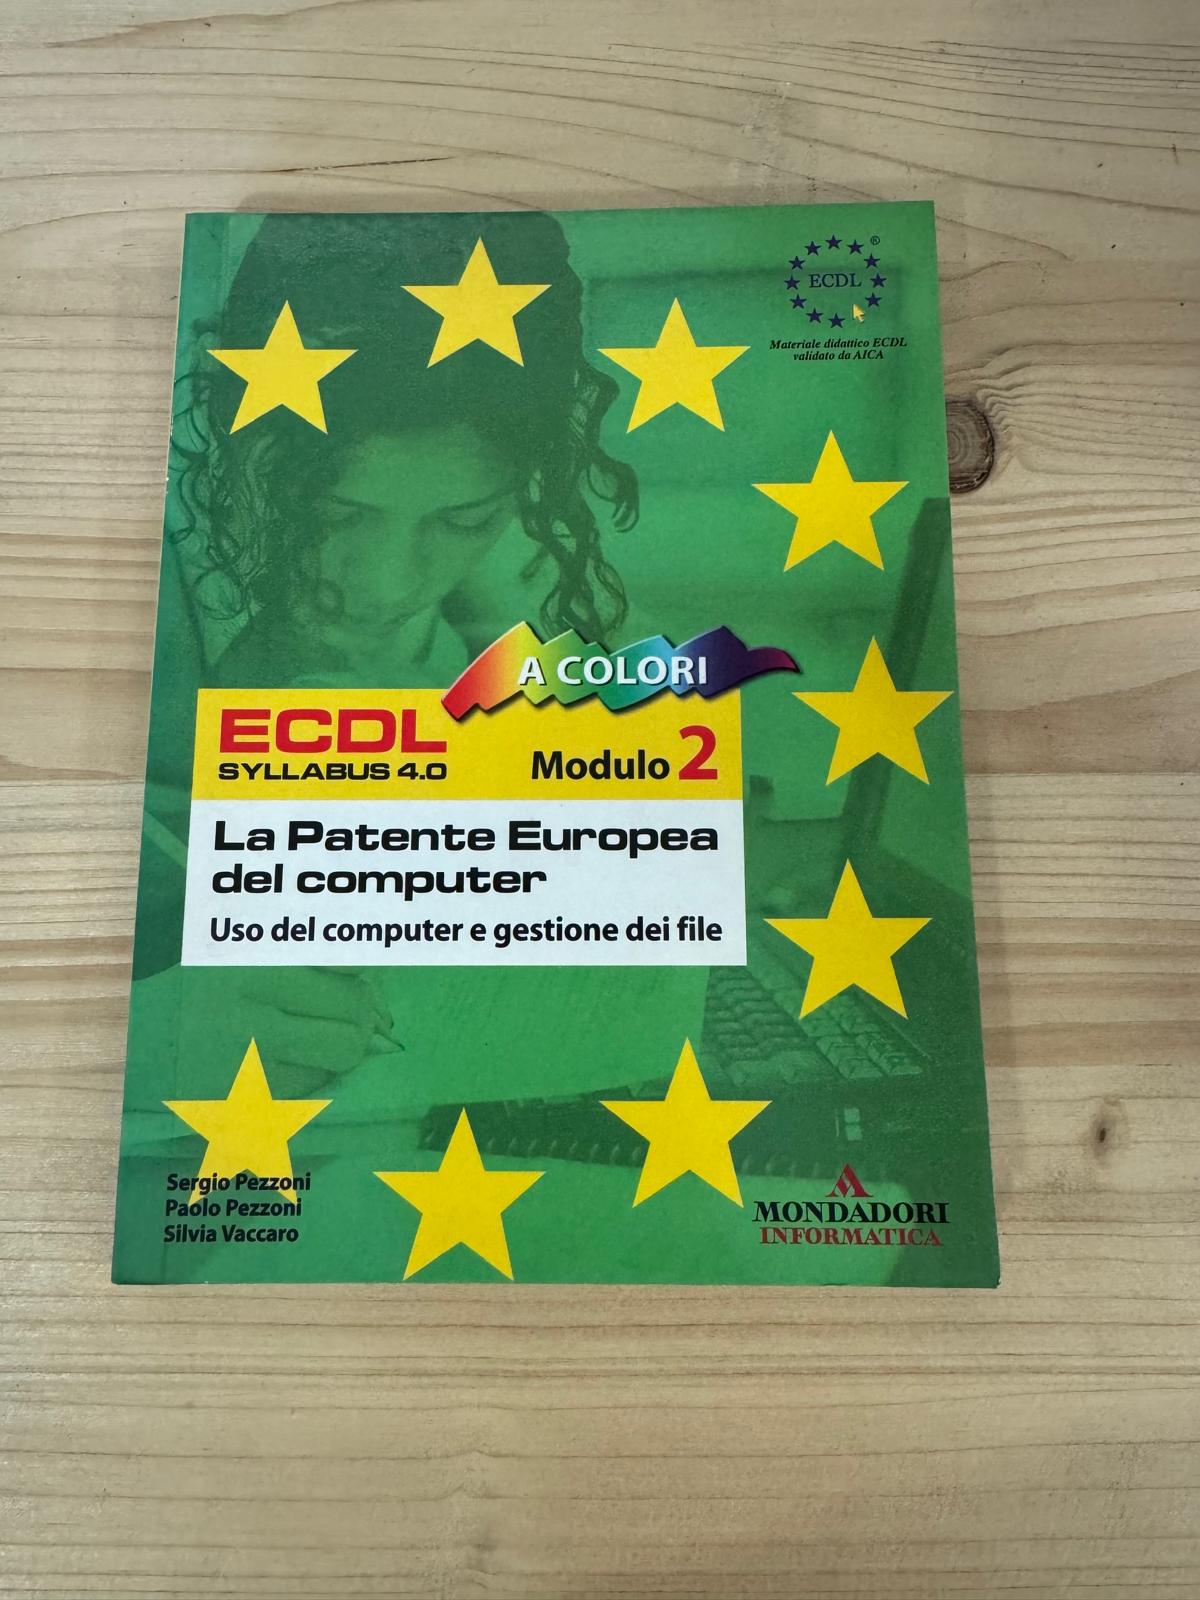 ECDL
®
Materiale didattico ECDL
validato da AICA
A COLORI
ECDL
SYLLABUS 4.0
Modulo 2
La Patente Europea
del computer
Uso del computer e gestione dei file
Sergio Pezzoni
Paolo Pezzoni
Silvia Vaccaro
MONDADORI
INFORMATICA